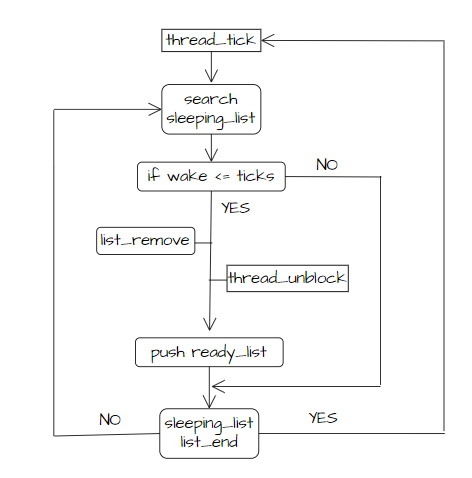 thread_tick
search
sleeping_list
if wake <= ticks
NO
YES
list_remove
thread_unblock
push ready_list
NO
sleeping_list
list_end
YES